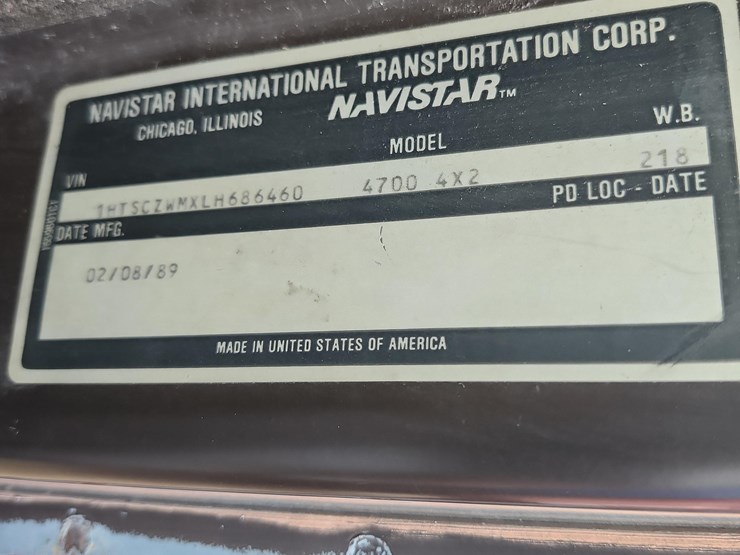 NAVISTAR INTERNATIONAL TRANSPORTATION CORP.
CHICAGO, ILLINOIS NAVISTAR™
VIN MODEL W.B.
1HTSCZWMXLH686460 4700 4X2 218
DATE MFG. PD LOC - DATE
02/08/89
MADE IN UNITED STATES OF AMERICA